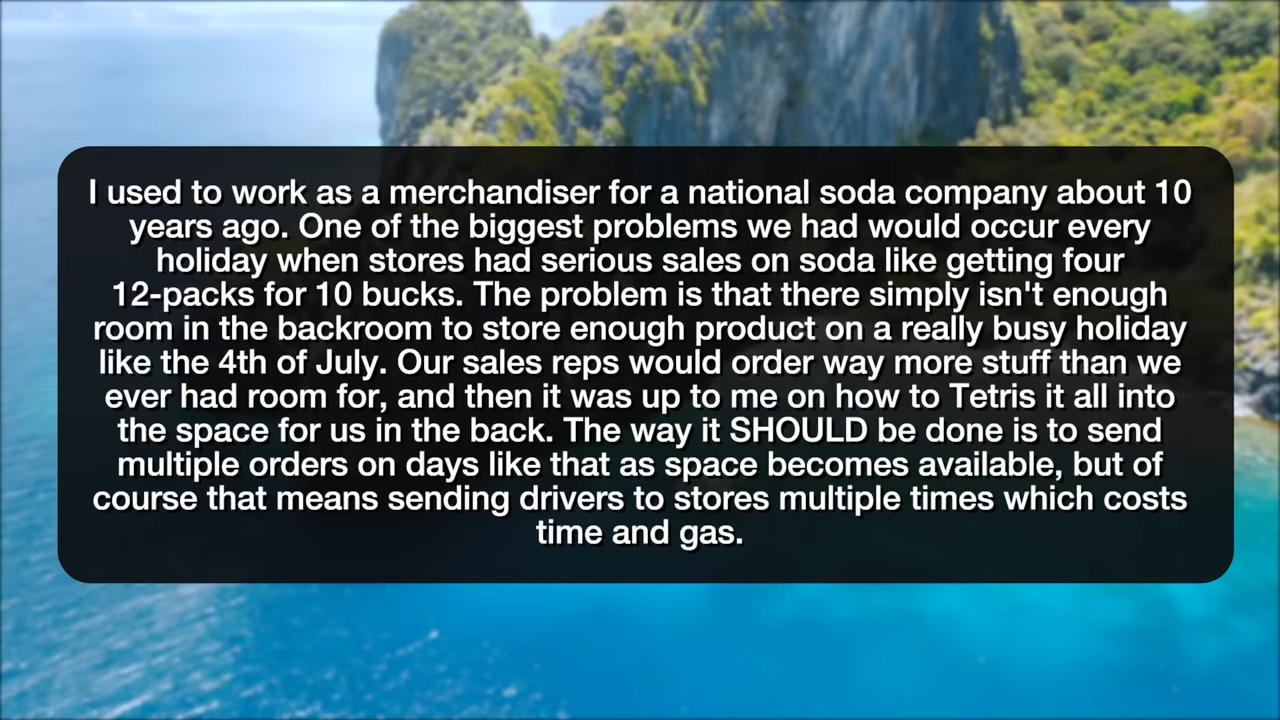 I used to work as a merchandiser for a national soda company about 10
years ago. One of the biggest problems we had would occur every
holiday when stores had serious sales on soda like getting four
12-packs for 10 bucks. The problem is that there simply isn't enough
room in the backroom to store enough product on a really busy holiday
like the 4th of July. Our sales reps would order way more stuff than we
ever had room for, and then it was up to me on how to Tetris it all into
the space for us in the back. The way it SHOULD be done is to send
multiple orders on days like that as space becomes available, but of
course that means sending drivers to stores multiple times which costs
time and gas.